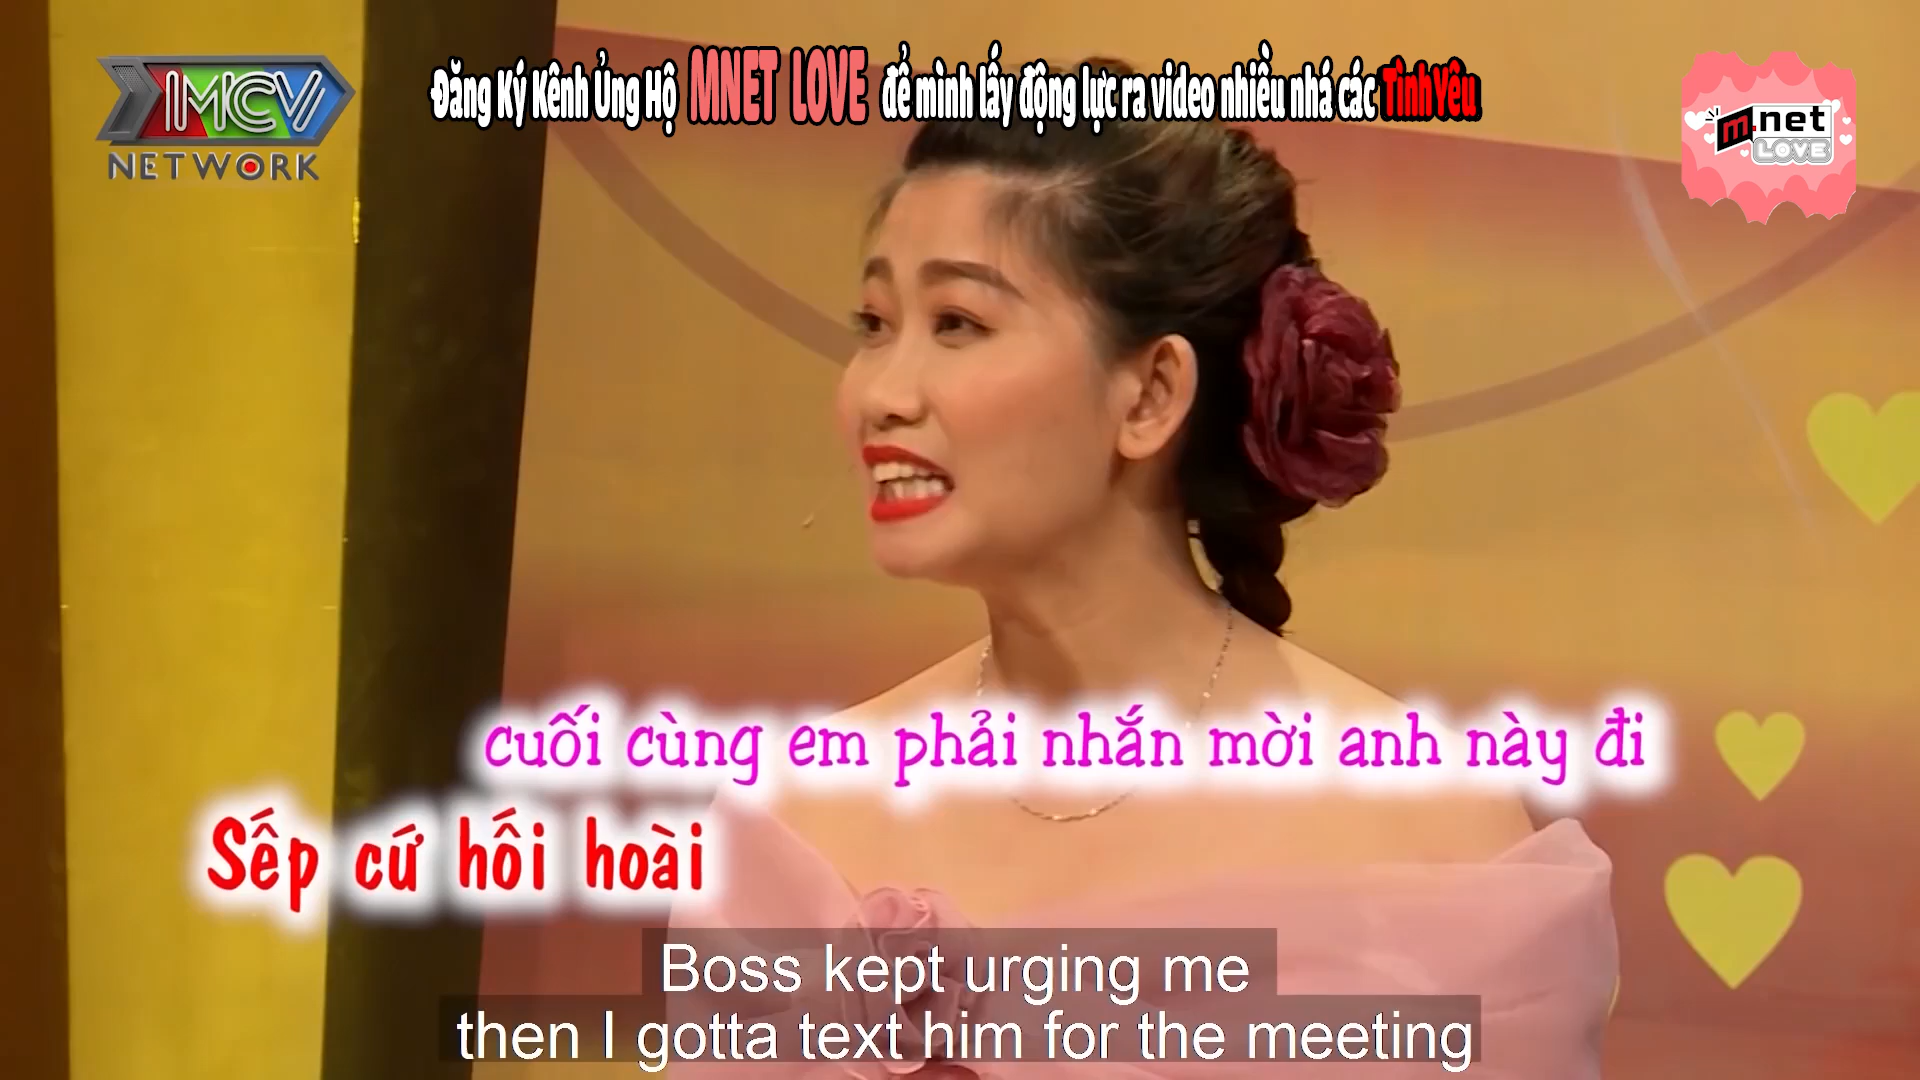 MCV
NETWORK
Đăng Ký Kênh Ủng Hộ MNET LOVE để mình lấy động lực ra video nhiều nhá các Tình Yêu
m.net
LOVE
cuối cùng em phải nhắn mời anh này đi
Sếp cứ hối hoài
Boss kept urging me
then I gotta text him for the meeting